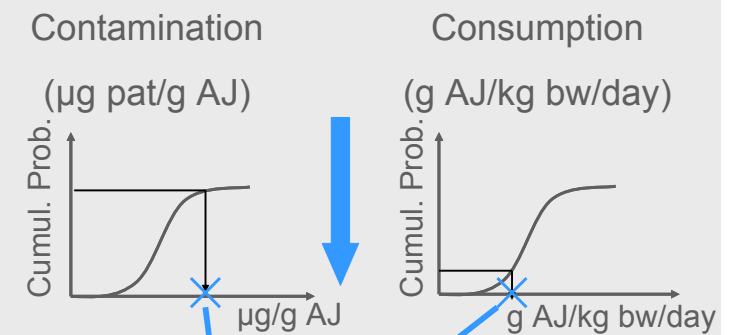 Contamination
(µg pat/g AJ)
Cumul. Prob.
µg/g AJ
Consumption
(g AJ/kg bw/day)
Cumul. Prob.
g AJ/kg bw/day